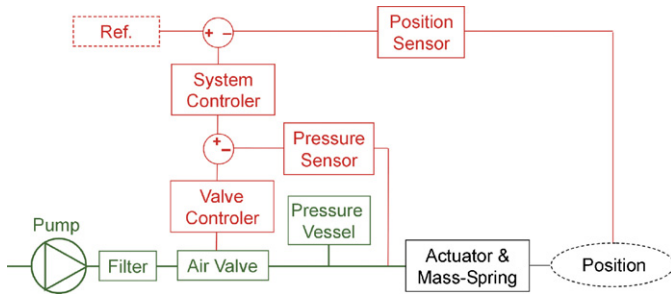 Ref.
+ -
Position
Sensor
System
Controler
+ -
Pressure
Sensor
Valve
Controler
Pressure
Vessel
Pump
Filter
Air Valve
Actuator &
Mass-Spring
Position